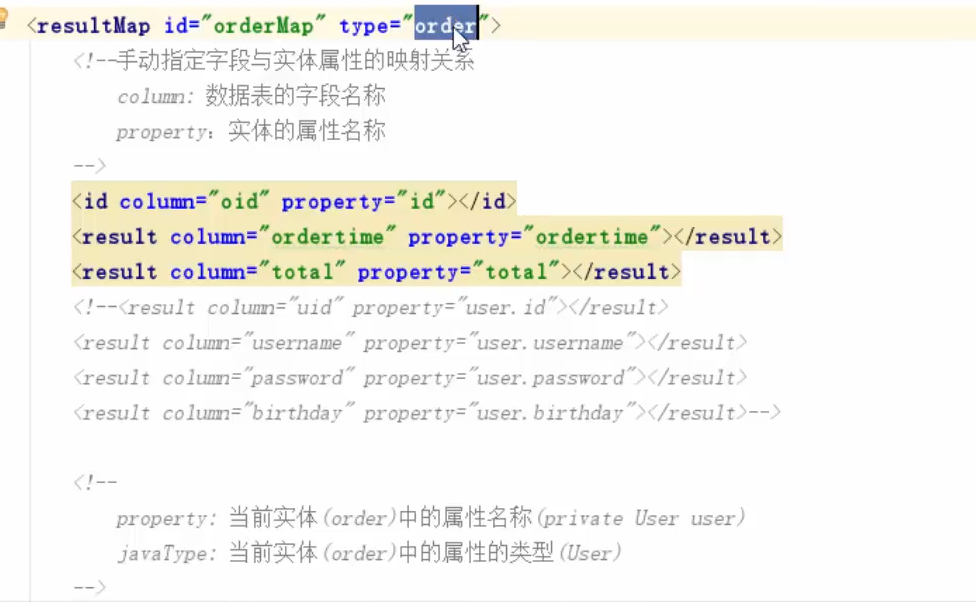 <resultMap id="orderMap" type="order">
<!--手动指定字段与实体属性的映射关系
column: 数据表的字段名称
property：实体的属性名称
-->
<id column="oid" property="id"></id>
<result column="ordertime" property="ordertime"></result>
<result column="total" property="total"></result>
<!--<result column="uid" property="user.id"></result>
<result column="username" property="user.username"></result>
<result column="password" property="user.password"></result>
<result column="birthday" property="user.birthday"></result>-->
<!--
property: 当前实体(order)中的属性名称(private User user)
javaType: 当前实体(order)中的属性的类型(User)
-->